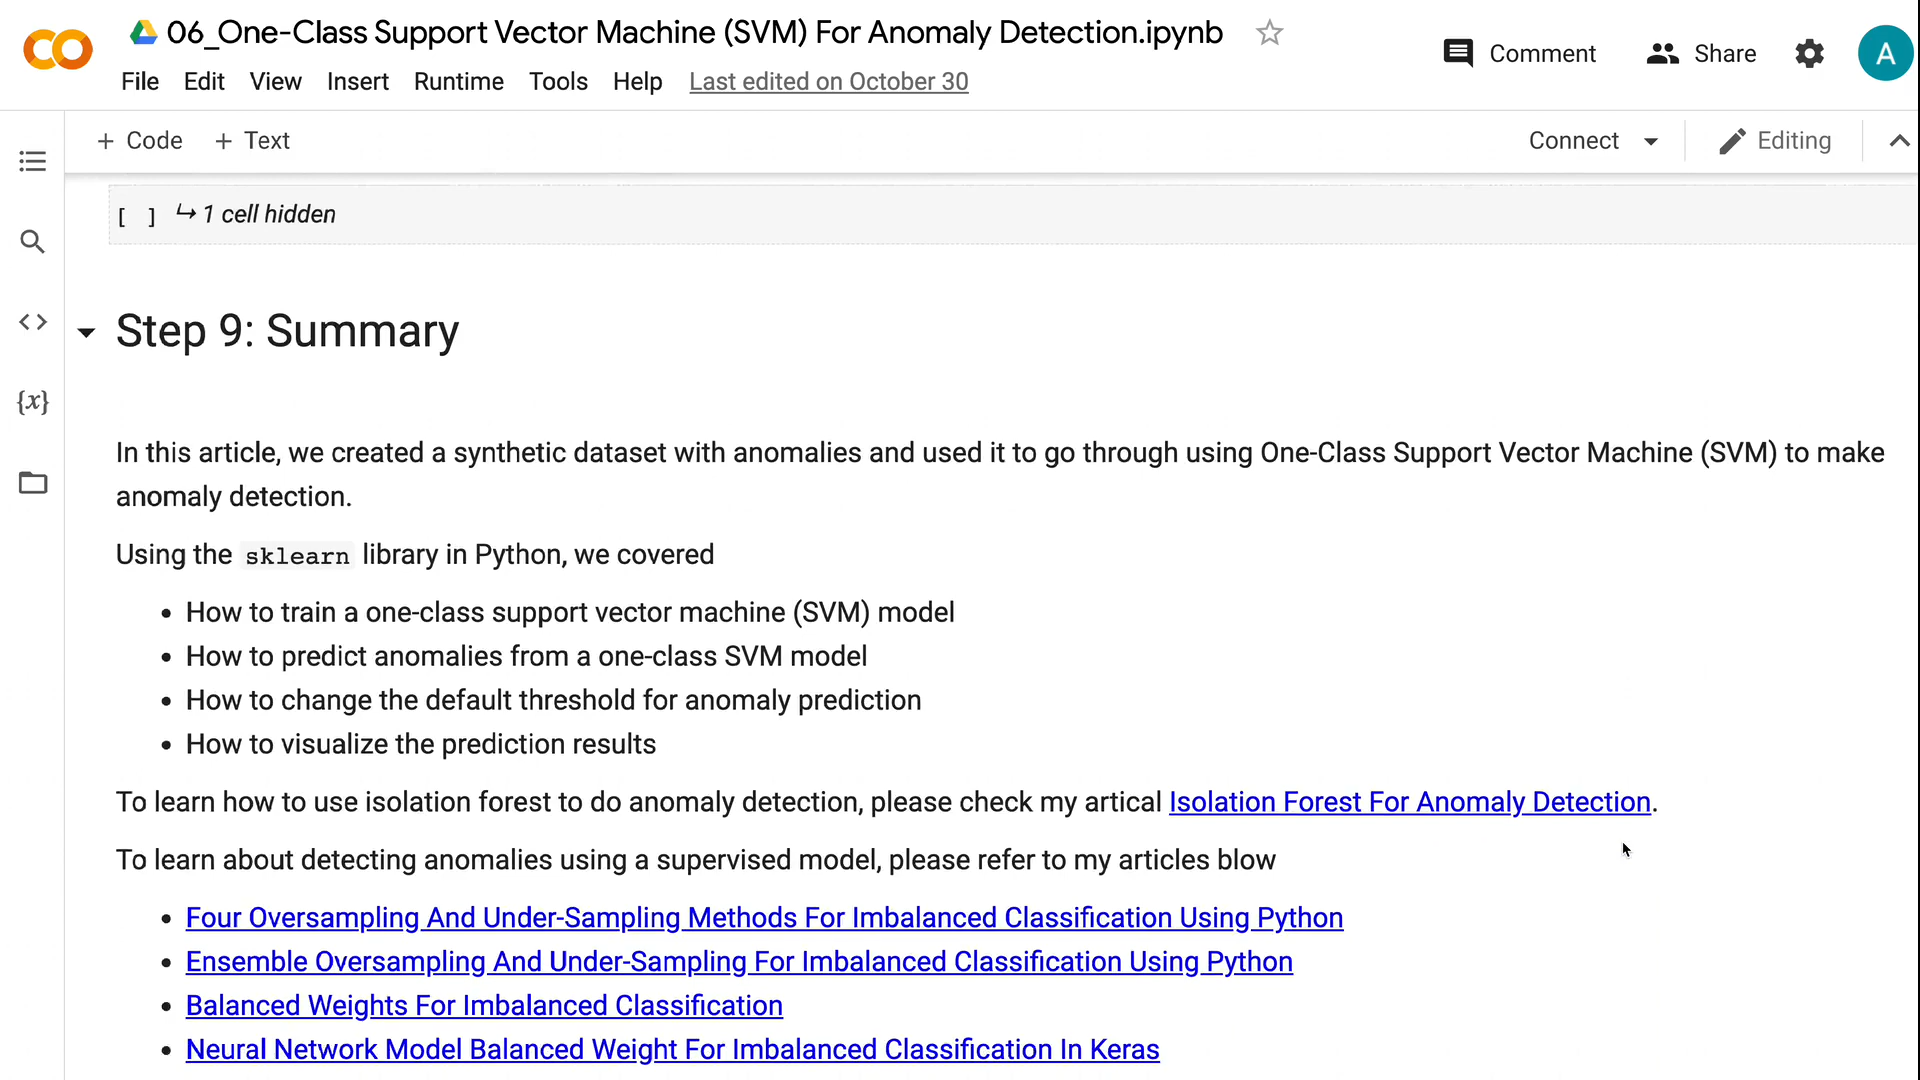 06_One-Class Support Vector Machine (SVM) For Anomaly Detection.ipynb
File Edit View Insert Runtime Tools Help Last edited on October 30
Comment Share A
+ Code + Text Connect Editing
[ ] ↳ 1 cell hidden
Step 9: Summary
{x}
In this article, we created a synthetic dataset with anomalies and used it to go through using One-Class Support Vector Machine (SVM) to make
anomaly detection.
Using the sklearn library in Python, we covered
• How to train a one-class support vector machine (SVM) model
• How to predict anomalies from a one-class SVM model
• How to change the default threshold for anomaly prediction
• How to visualize the prediction results
To learn how to use isolation forest to do anomaly detection, please check my artical Isolation Forest For Anomaly Detection.
To learn about detecting anomalies using a supervised model, please refer to my articles blow
• Four Oversampling And Under-Sampling Methods For Imbalanced Classification Using Python
• Ensemble Oversampling And Under-Sampling For Imbalanced Classification Using Python
• Balanced Weights For Imbalanced Classification
• Neural Network Model Balanced Weight For Imbalanced Classification In Keras